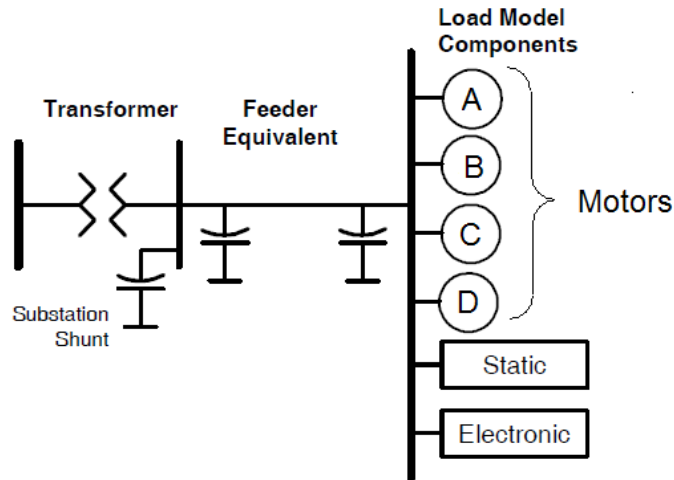 Load Model
Components
Transformer
Feeder
Equivalent
A
B
C
D
Motors
Substation
Shunt
Static
Electronic